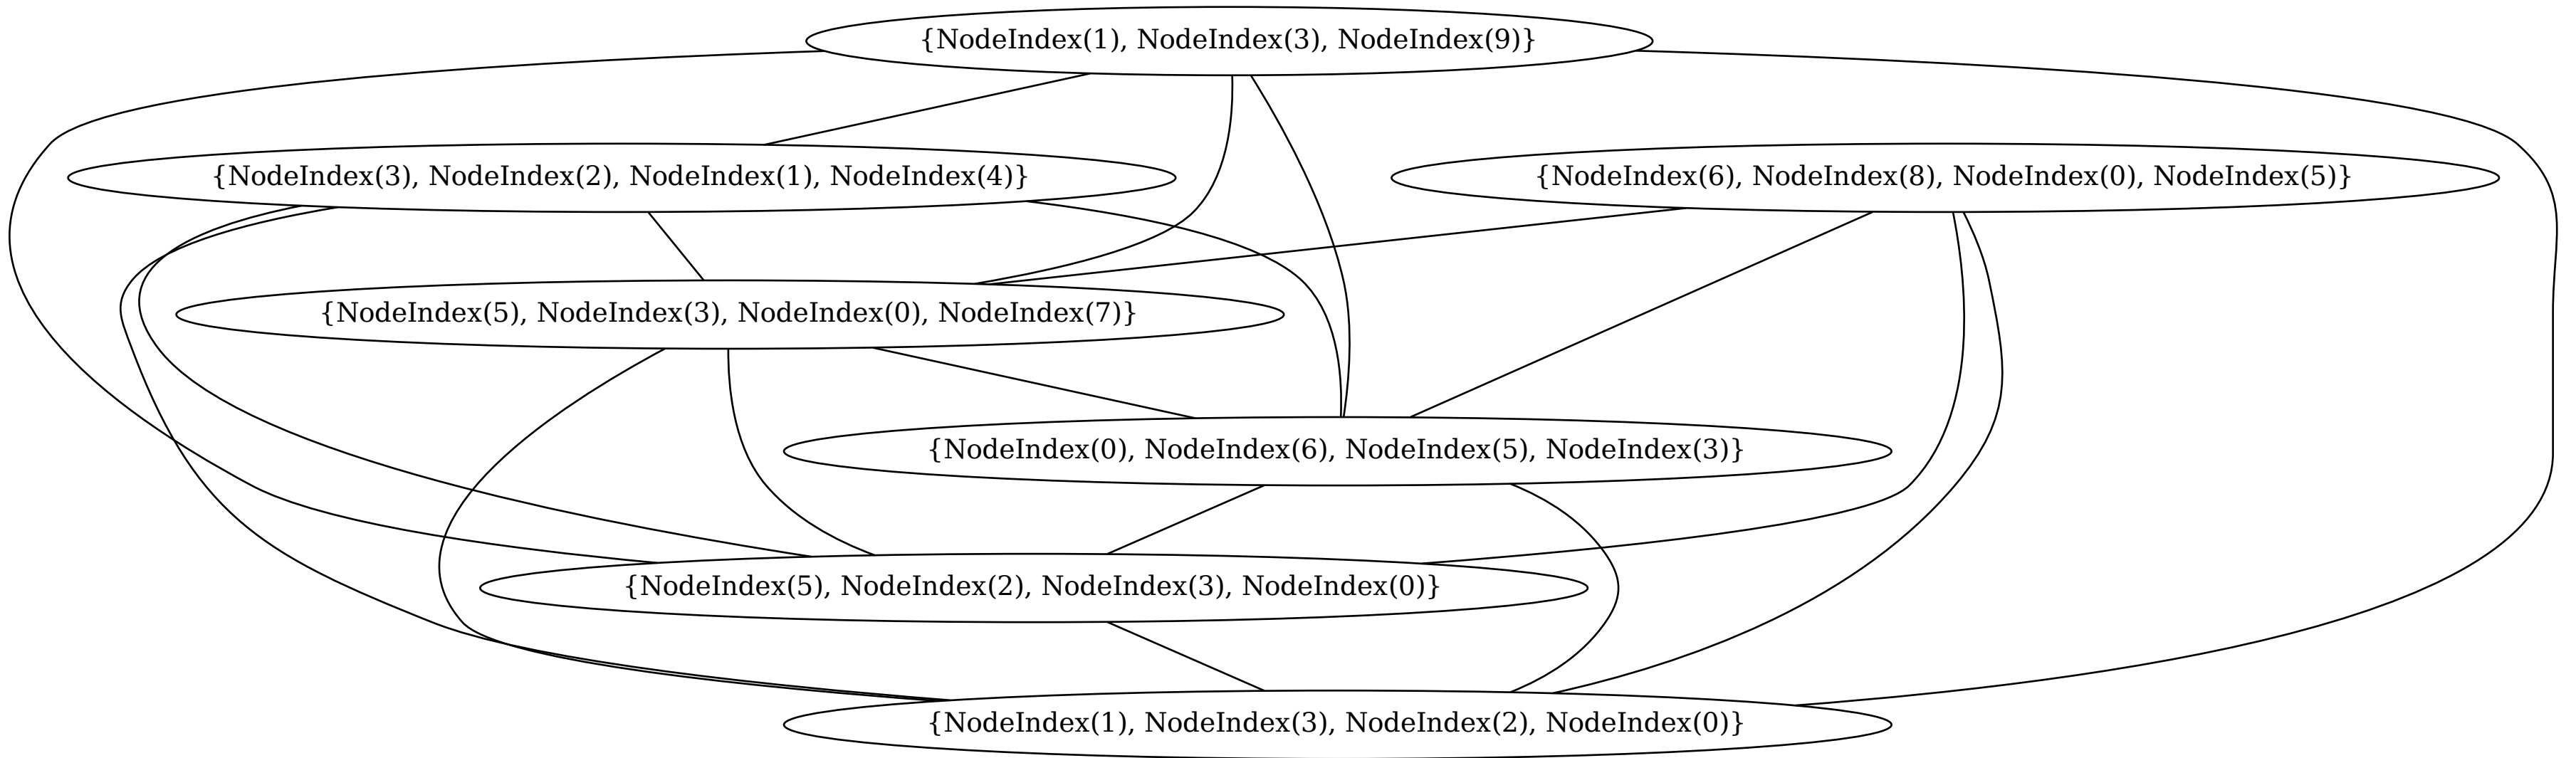 {NodeIndex(1), NodeIndex(3), NodeIndex(9)}
{NodeIndex(3), NodeIndex(2), NodeIndex(1), NodeIndex(4)}
{NodeIndex(6), NodeIndex(8), NodeIndex(0), NodeIndex(5)}
{NodeIndex(5), NodeIndex(3), NodeIndex(0), NodeIndex(7)}
{NodeIndex(0), NodeIndex(6), NodeIndex(5), NodeIndex(3)}
{NodeIndex(5), NodeIndex(2), NodeIndex(3), NodeIndex(0)}
{NodeIndex(1), NodeIndex(3), NodeIndex(2), NodeIndex(0)}